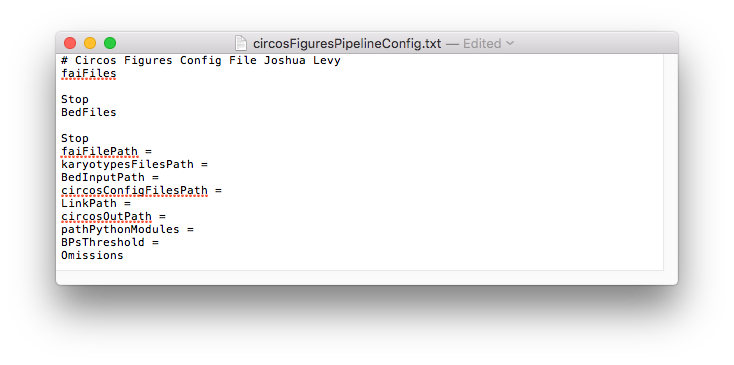 circosFiguresPipelineConfig.txt — Edited
# Circos Figures Config File Joshua Levy
faiFiles
Stop
BedFiles
Stop
faiFilePath =
karyotypesFilesPath =
BedInputPath =
circosConfigFilesPath =
LinkPath =
circosOutPath =
pathPythonModules =
BPsThreshold =
Omissions